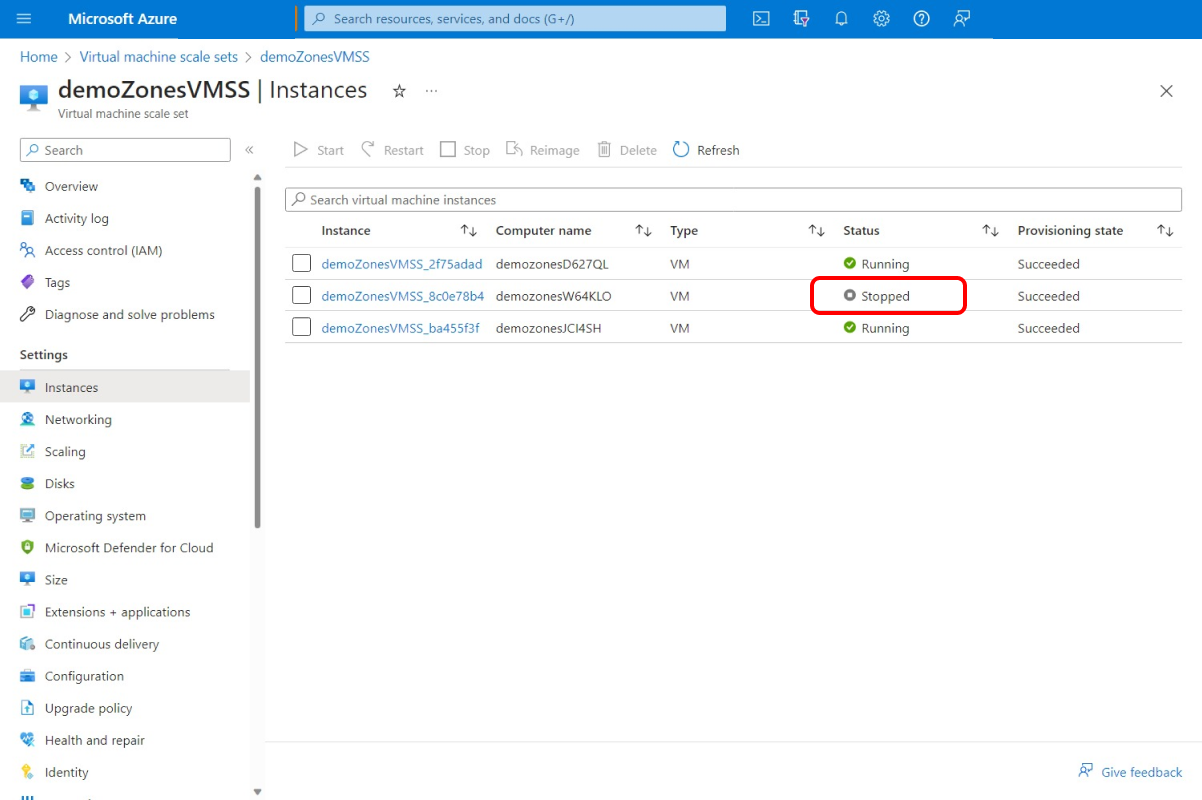 Microsoft Azure
Search resources, services, and docs (G+/)
Home > Virtual machine scale sets > demoZonesVMSS
demoZonesVMSS | Instances
Virtual machine scale set
Search
Overview
Activity log
Access control (IAM)
Tags
Diagnose and solve problems
Settings
Instances
Networking
Scaling
Disks
Operating system
Microsoft Defender for Cloud
Size
Extensions + applications
Continuous delivery
Configuration
Upgrade policy
Health and repair
Identity
Start Restart Stop Reimage Delete Refresh
Search virtual machine instances
Instance Computer name Type Status Provisioning state
demoZonesVMSS_2f75adad demozonesD627QL VM Running Succeeded
demoZonesVMSS_8c0e78b4 demozonesW64KLO VM Stopped Succeeded
demoZonesVMSS_ba455f3f demozonesJCI4SH VM Running Succeeded
Give feedback